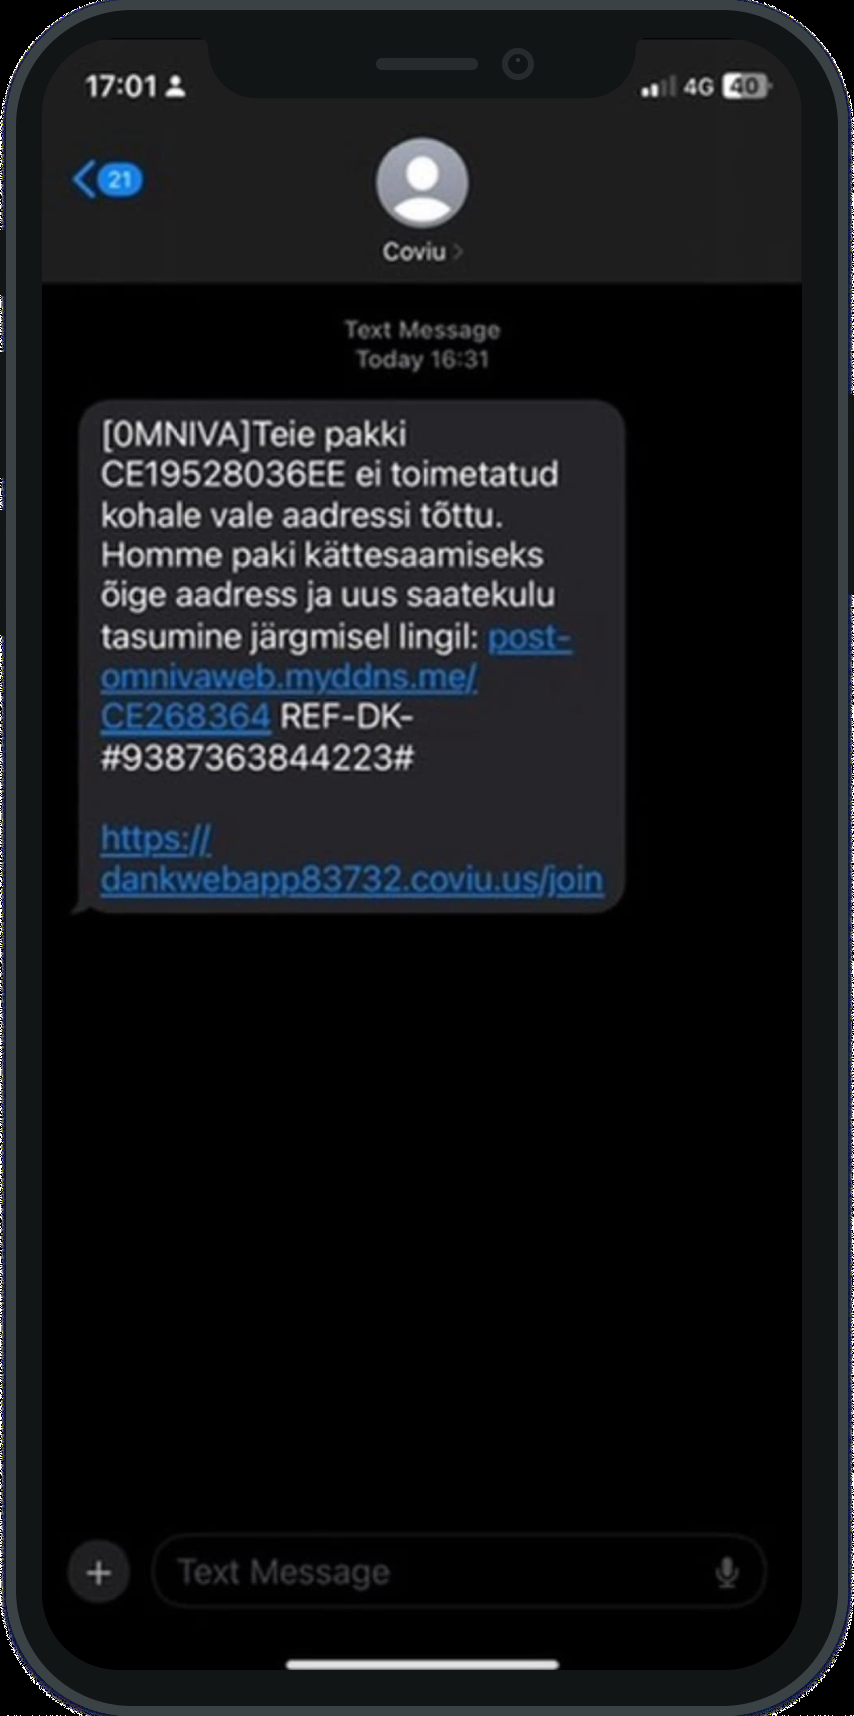 17:01
4G 40
21
Coviu
Text Message
Today 16:31
[0MNIVA]Teie pakki
CE19528036EE ei toimetatud
kohale vale aadressi tõttu.
Homme paki kättesaamiseks
õige aadress ja uus saatekulu
tasumine järgmisel lingil: post-
omnivaweb.myddns.me/
CE268364 REF-DK-
#9387363844223#
https://
dankwebapp83732.coviu.us/join
Text Message